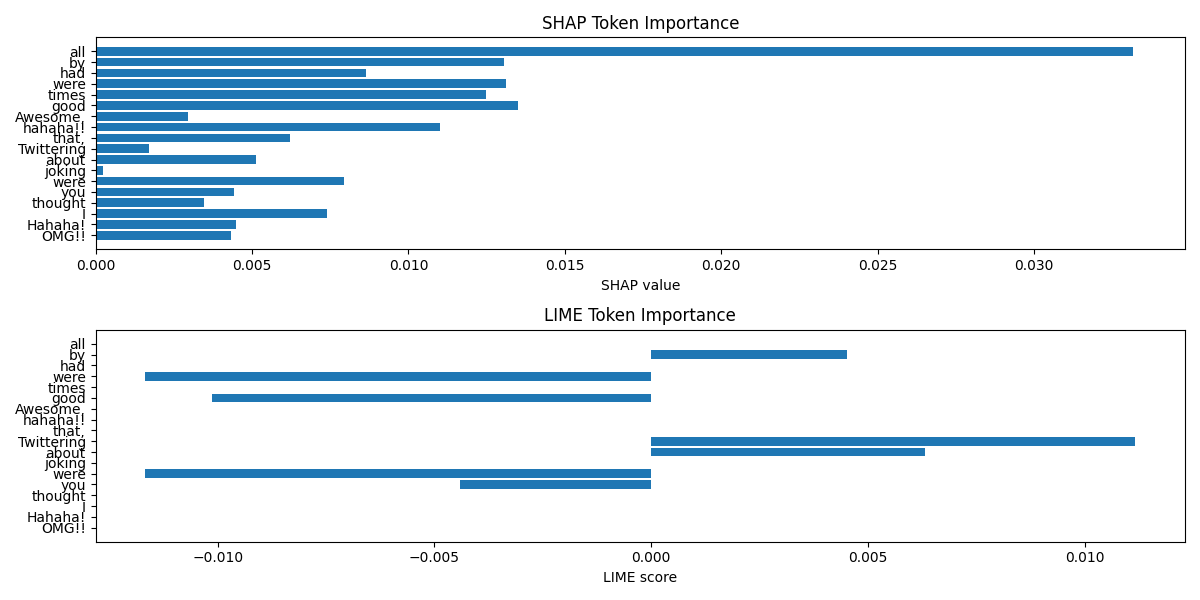 SHAP Token Importance
all
by
had
were
times
good
Awesome,
hahaha!!
that,
Twittering
about
joking
were
you
thought
I
Hahaha!
OMG!!
0.000 0.005 0.010 0.015 0.020 0.025 0.030
SHAP value
LIME Token Importance
all
by
had
were
times
good
Awesome,
hahaha!!
that,
Twittering
about
joking
were
you
thought
I
Hahaha!
OMG!!
−0.010 −0.005 0.000 0.005 0.010
LIME score